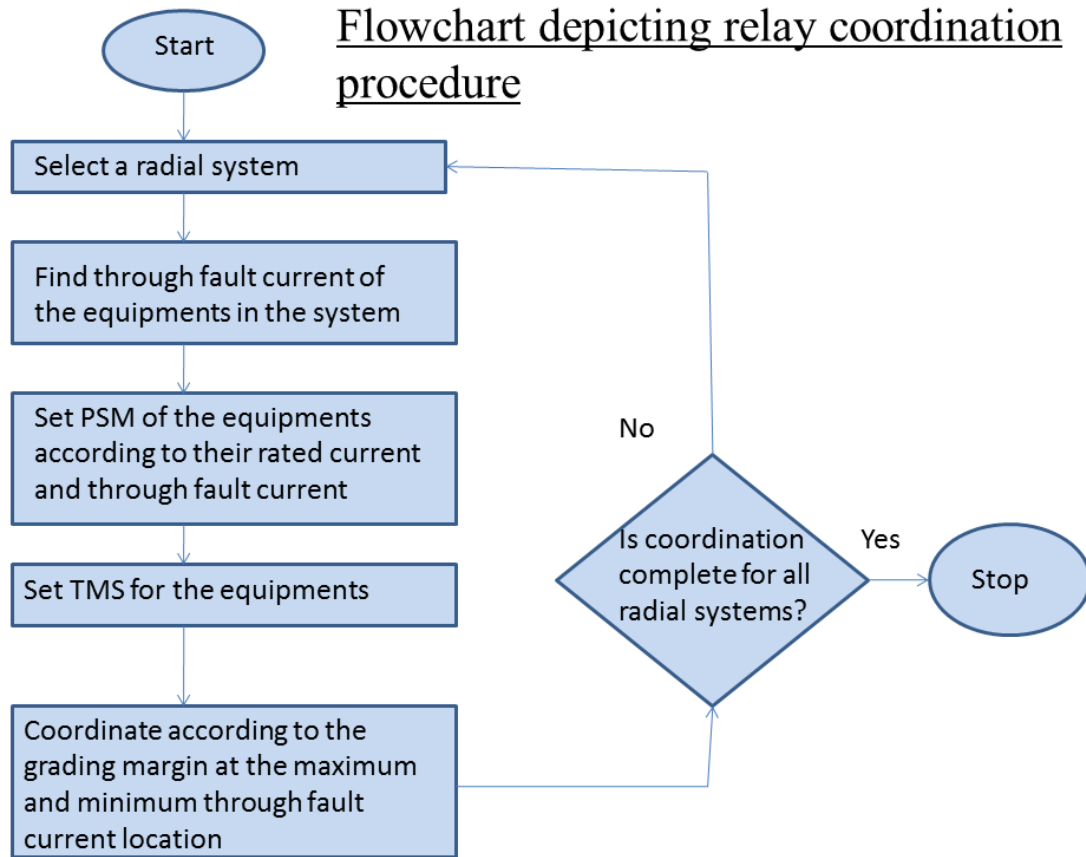 Flowchart depicting relay coordination
procedure
Start
Select a radial system
Find through fault current of
the equipments in the system
Set PSM of the equipments
according to their rated current
and through fault current
Set TMS for the equipments
Coordinate according to the
grading margin at the maximum
and minimum through fault
current location
No
Is coordination
complete for all
radial systems?
Yes
Stop